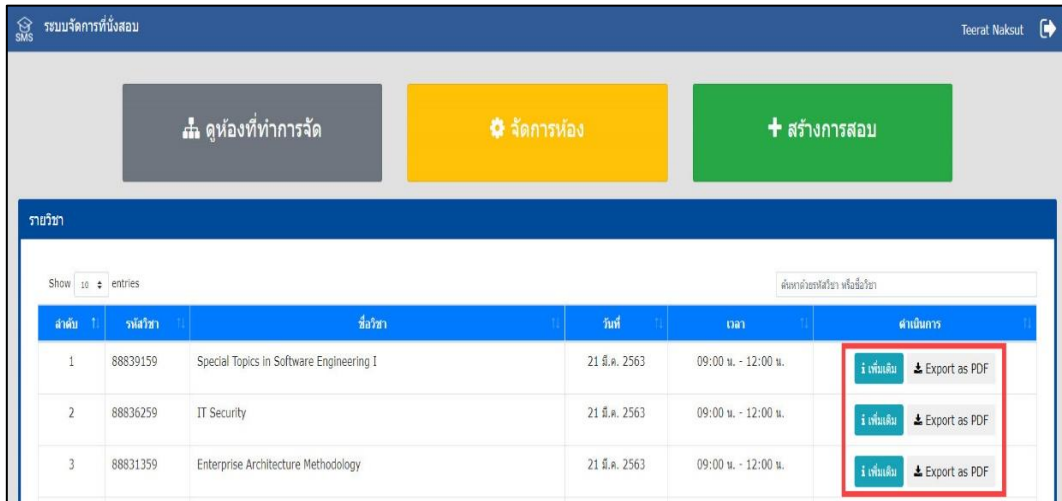 SMS ระบบจัดการที่นั่งสอบ Teerat Naksut
ดูห้องที่ทำการจัด จัดการห้อง + สร้างการสอบ
รายวิชา
Show 10 entries ค้นหาด้วยรหัสวิชา หรือชื่อวิชา
ลำดับ รหัสวิชา ชื่อวิชา วันที่ เวลา ดำเนินการ
1 88839159 Special Topics in Software Engineering I 21 มี.ค. 2563 09:00 น. - 12:00 น. i เพิ่มเติม Export as PDF
2 88836259 IT Security 21 มี.ค. 2563 09:00 น. - 12:00 น. i เพิ่มเติม Export as PDF
3 88831359 Enterprise Architecture Methodology 21 มี.ค. 2563 09:00 น. - 12:00 น. i เพิ่มเติม Export as PDF